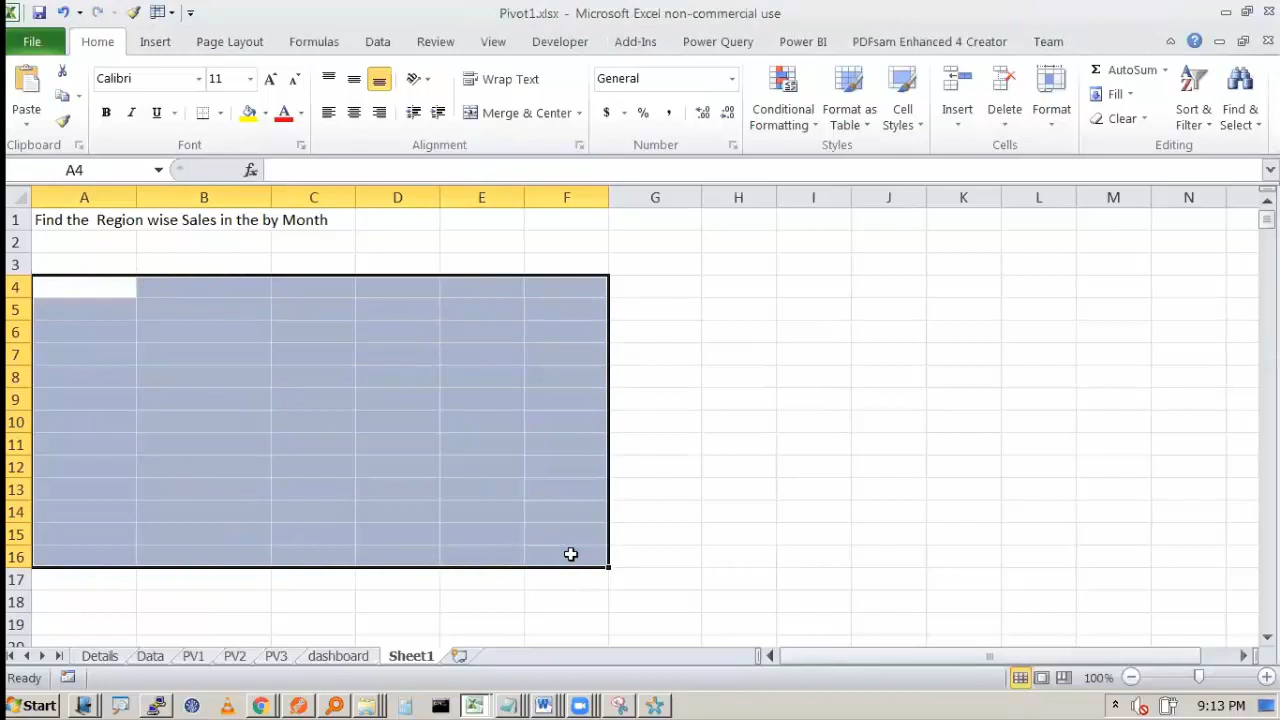 Pivot1.xlsx - Microsoft Excel non-commercial use
File Home Insert Page Layout Formulas Data Review View Developer Add-Ins Power Query Power BI PDFsam Enhanced 4 Creator Team
Calibri 11 Wrap Text General AutoSum
Paste Conditional Formatting Format as Table Cell Styles Insert Delete Format Fill Sort & Filter Find & Select
B I U Merge & Center $ % , Clear
Clipboard Font Alignment Number Styles Cells Editing
A4 fx
A B C D E F G H I J K L M N
1 Find the  Region wise Sales in the by Month
2
3
4
5
6
7
8
9
10
11
12
13
14
15
16
17
18
19
20
Details Data PV1 PV2 PV3 dashboard Sheet1
Ready 100%
Start 9:13 PM